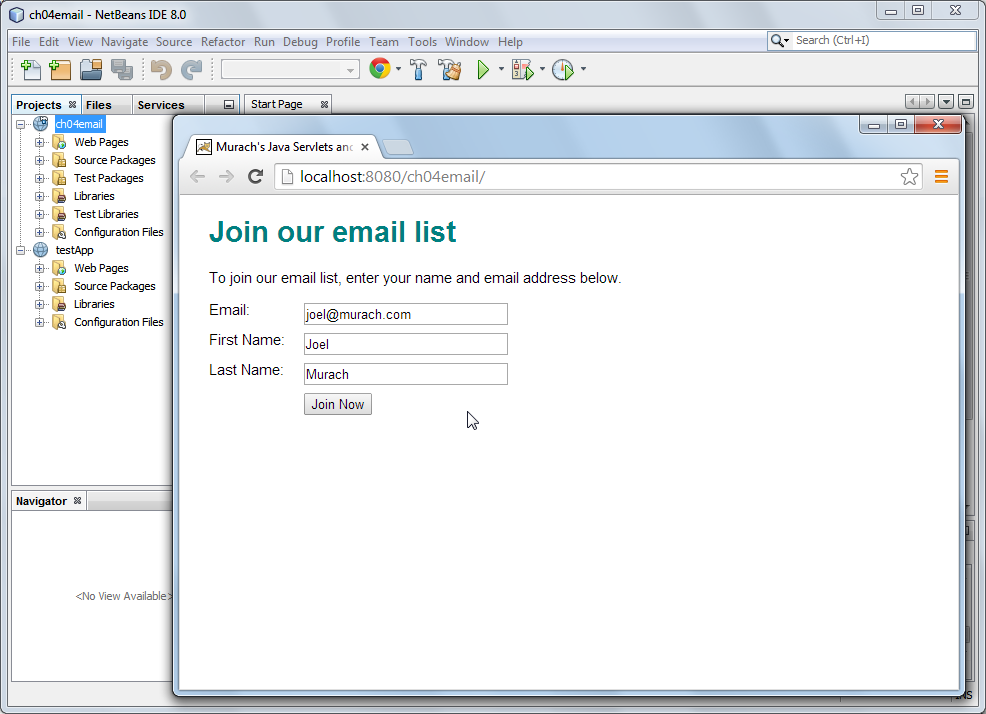 ch04email - NetBeans IDE 8.0
File Edit View Navigate Source Refactor Run Debug Profile Team Tools Window Help
Search (Ctrl+I)
Projects Files Services Start Page
ch04email
Web Pages
Source Packages
Test Packages
Libraries
Test Libraries
Configuration Files
testApp
Web Pages
Source Packages
Libraries
Configuration Files
Navigator
<No View Available>
Murach's Java Servlets and
localhost:8080/ch04email/
Join our email list
To join our email list, enter your name and email address below.
Email: joel@murach.com
First Name: Joel
Last Name: Murach
Join Now
INS